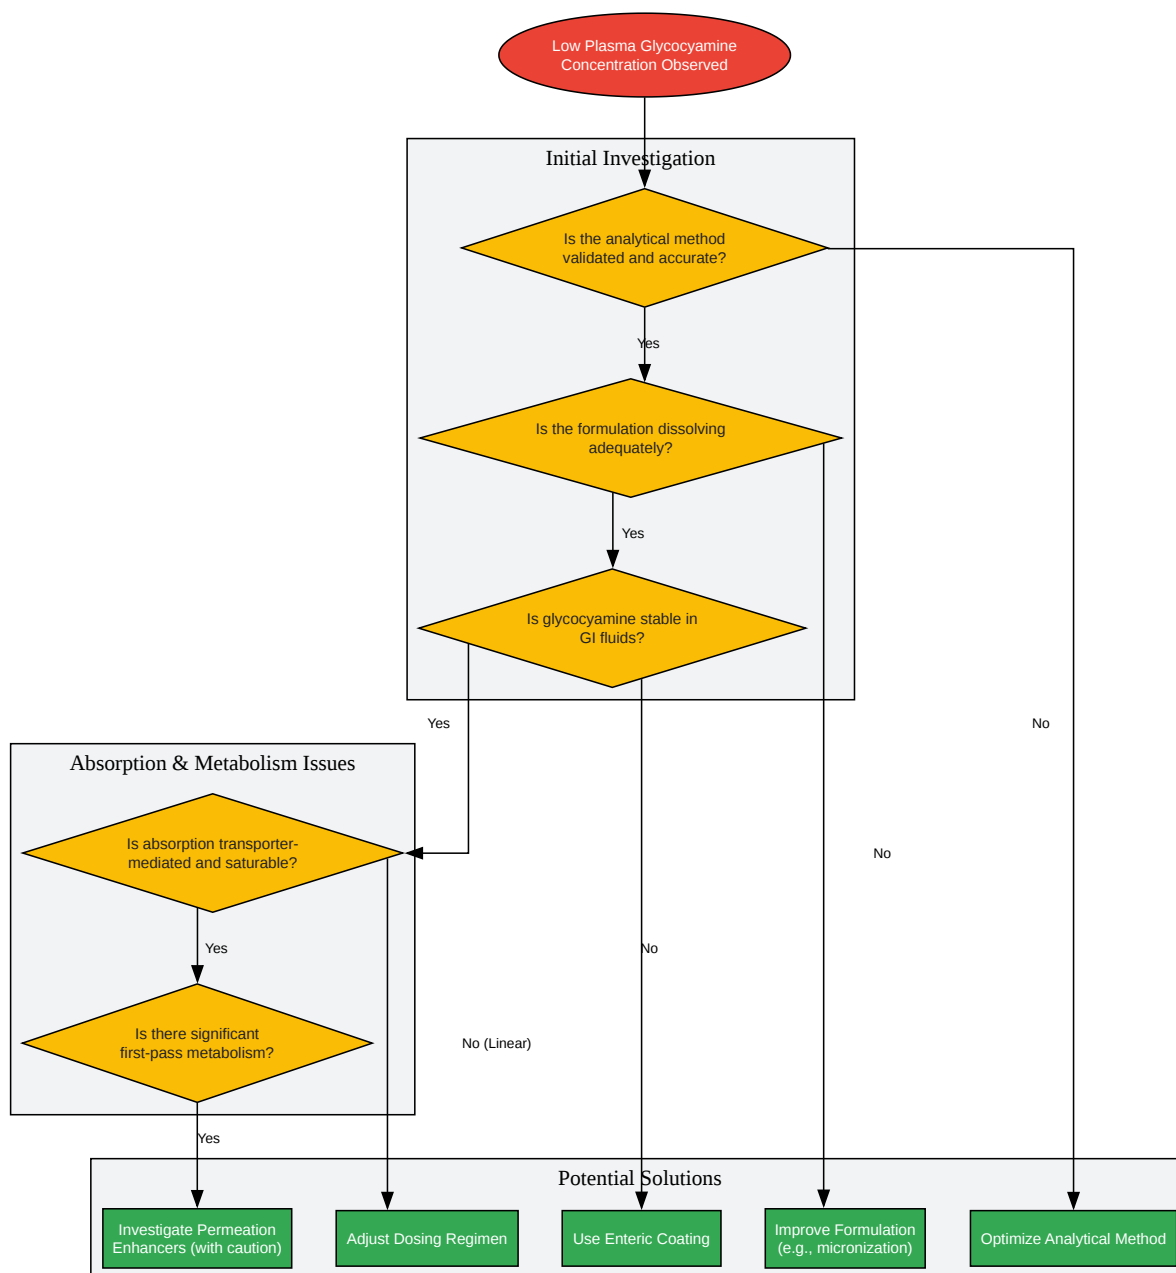 Low Plasma Glycocyamine
Concentration Observed
Initial Investigation
Is the analytical method
validated and accurate?
Yes
Is the formulation dissolving
adequately?
Yes
Is glycocyamine stable in
GI fluids?
Yes
No
Absorption & Metabolism Issues
Is absorption transporter-
mediated and saturable?
No
Yes
No
Is there significant
first-pass metabolism?
No (Linear)
Yes
Potential Solutions
Investigate Permeation
Enhancers (with caution)
Adjust Dosing Regimen
Use Enteric Coating
Improve Formulation
(e.g., micronization)
Optimize Analytical Method